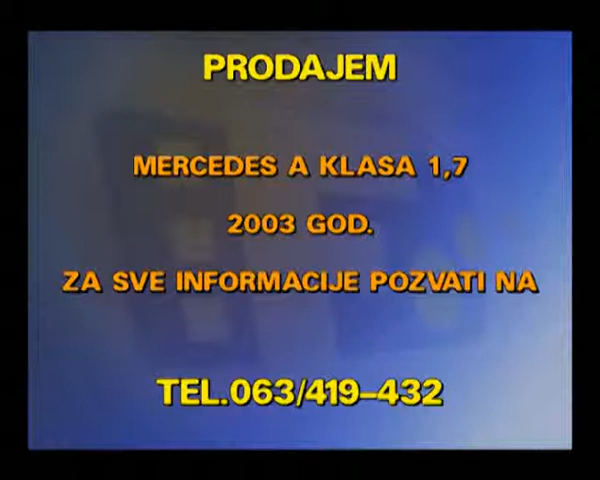 PRODAJEM
MERCEDES A KLASA 1,7
2003 GOD.
ZA SVE INFORMACIJE POZVATI NA
TEL.063/419-432